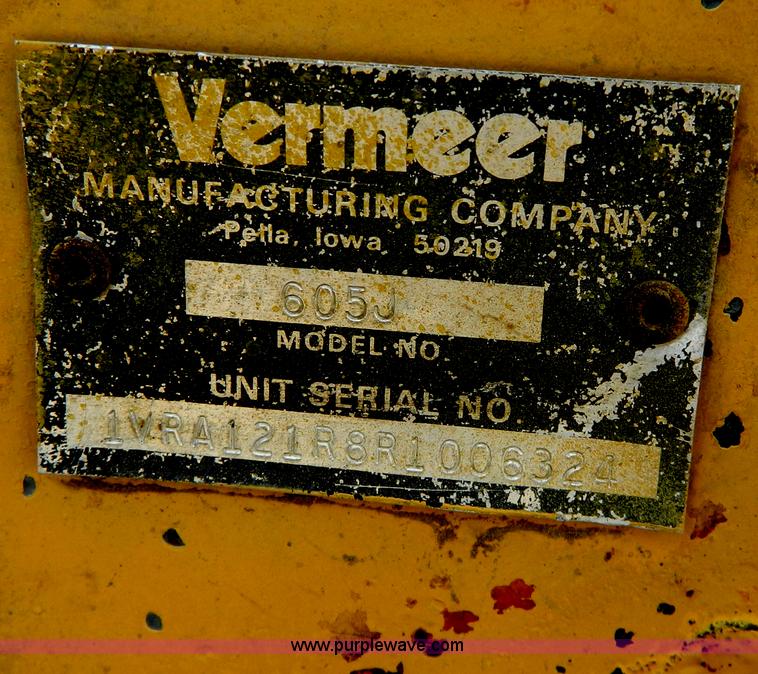 Vermeer
MANUFACTURING COMPANY
Pella, Iowa 50219
605J
MODEL NO.
UNIT SERIAL NO.
1VRA121R8R1006324
www.purplewave.com